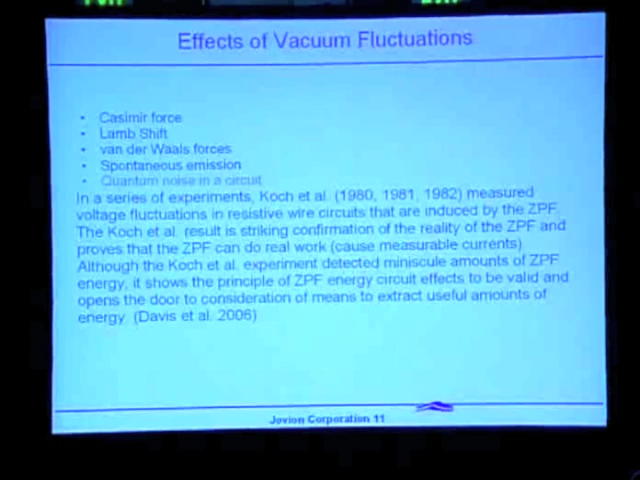 Effects of Vacuum Fluctuations
• Casimir force
• Lamb Shift
• van der Waals forces
• Spontaneous emission
• Quantum noise in a circuit
In a series of experiments, Koch et al. (1980, 1981, 1982) measured
voltage fluctuations in resistive wire circuits that are induced by the ZPF.
The Koch et al. result is striking confirmation of the reality of the ZPF and
proves that the ZPF can do real work (cause measurable currents)
Although the Koch et al. experiment detected miniscule amounts of ZPF
energy, it shows the principle of ZPF energy circuit effects to be valid and
opens the door to consideration of means to extract useful amounts of
energy. (Davis et al. 2006)
Jovion Corporation 11